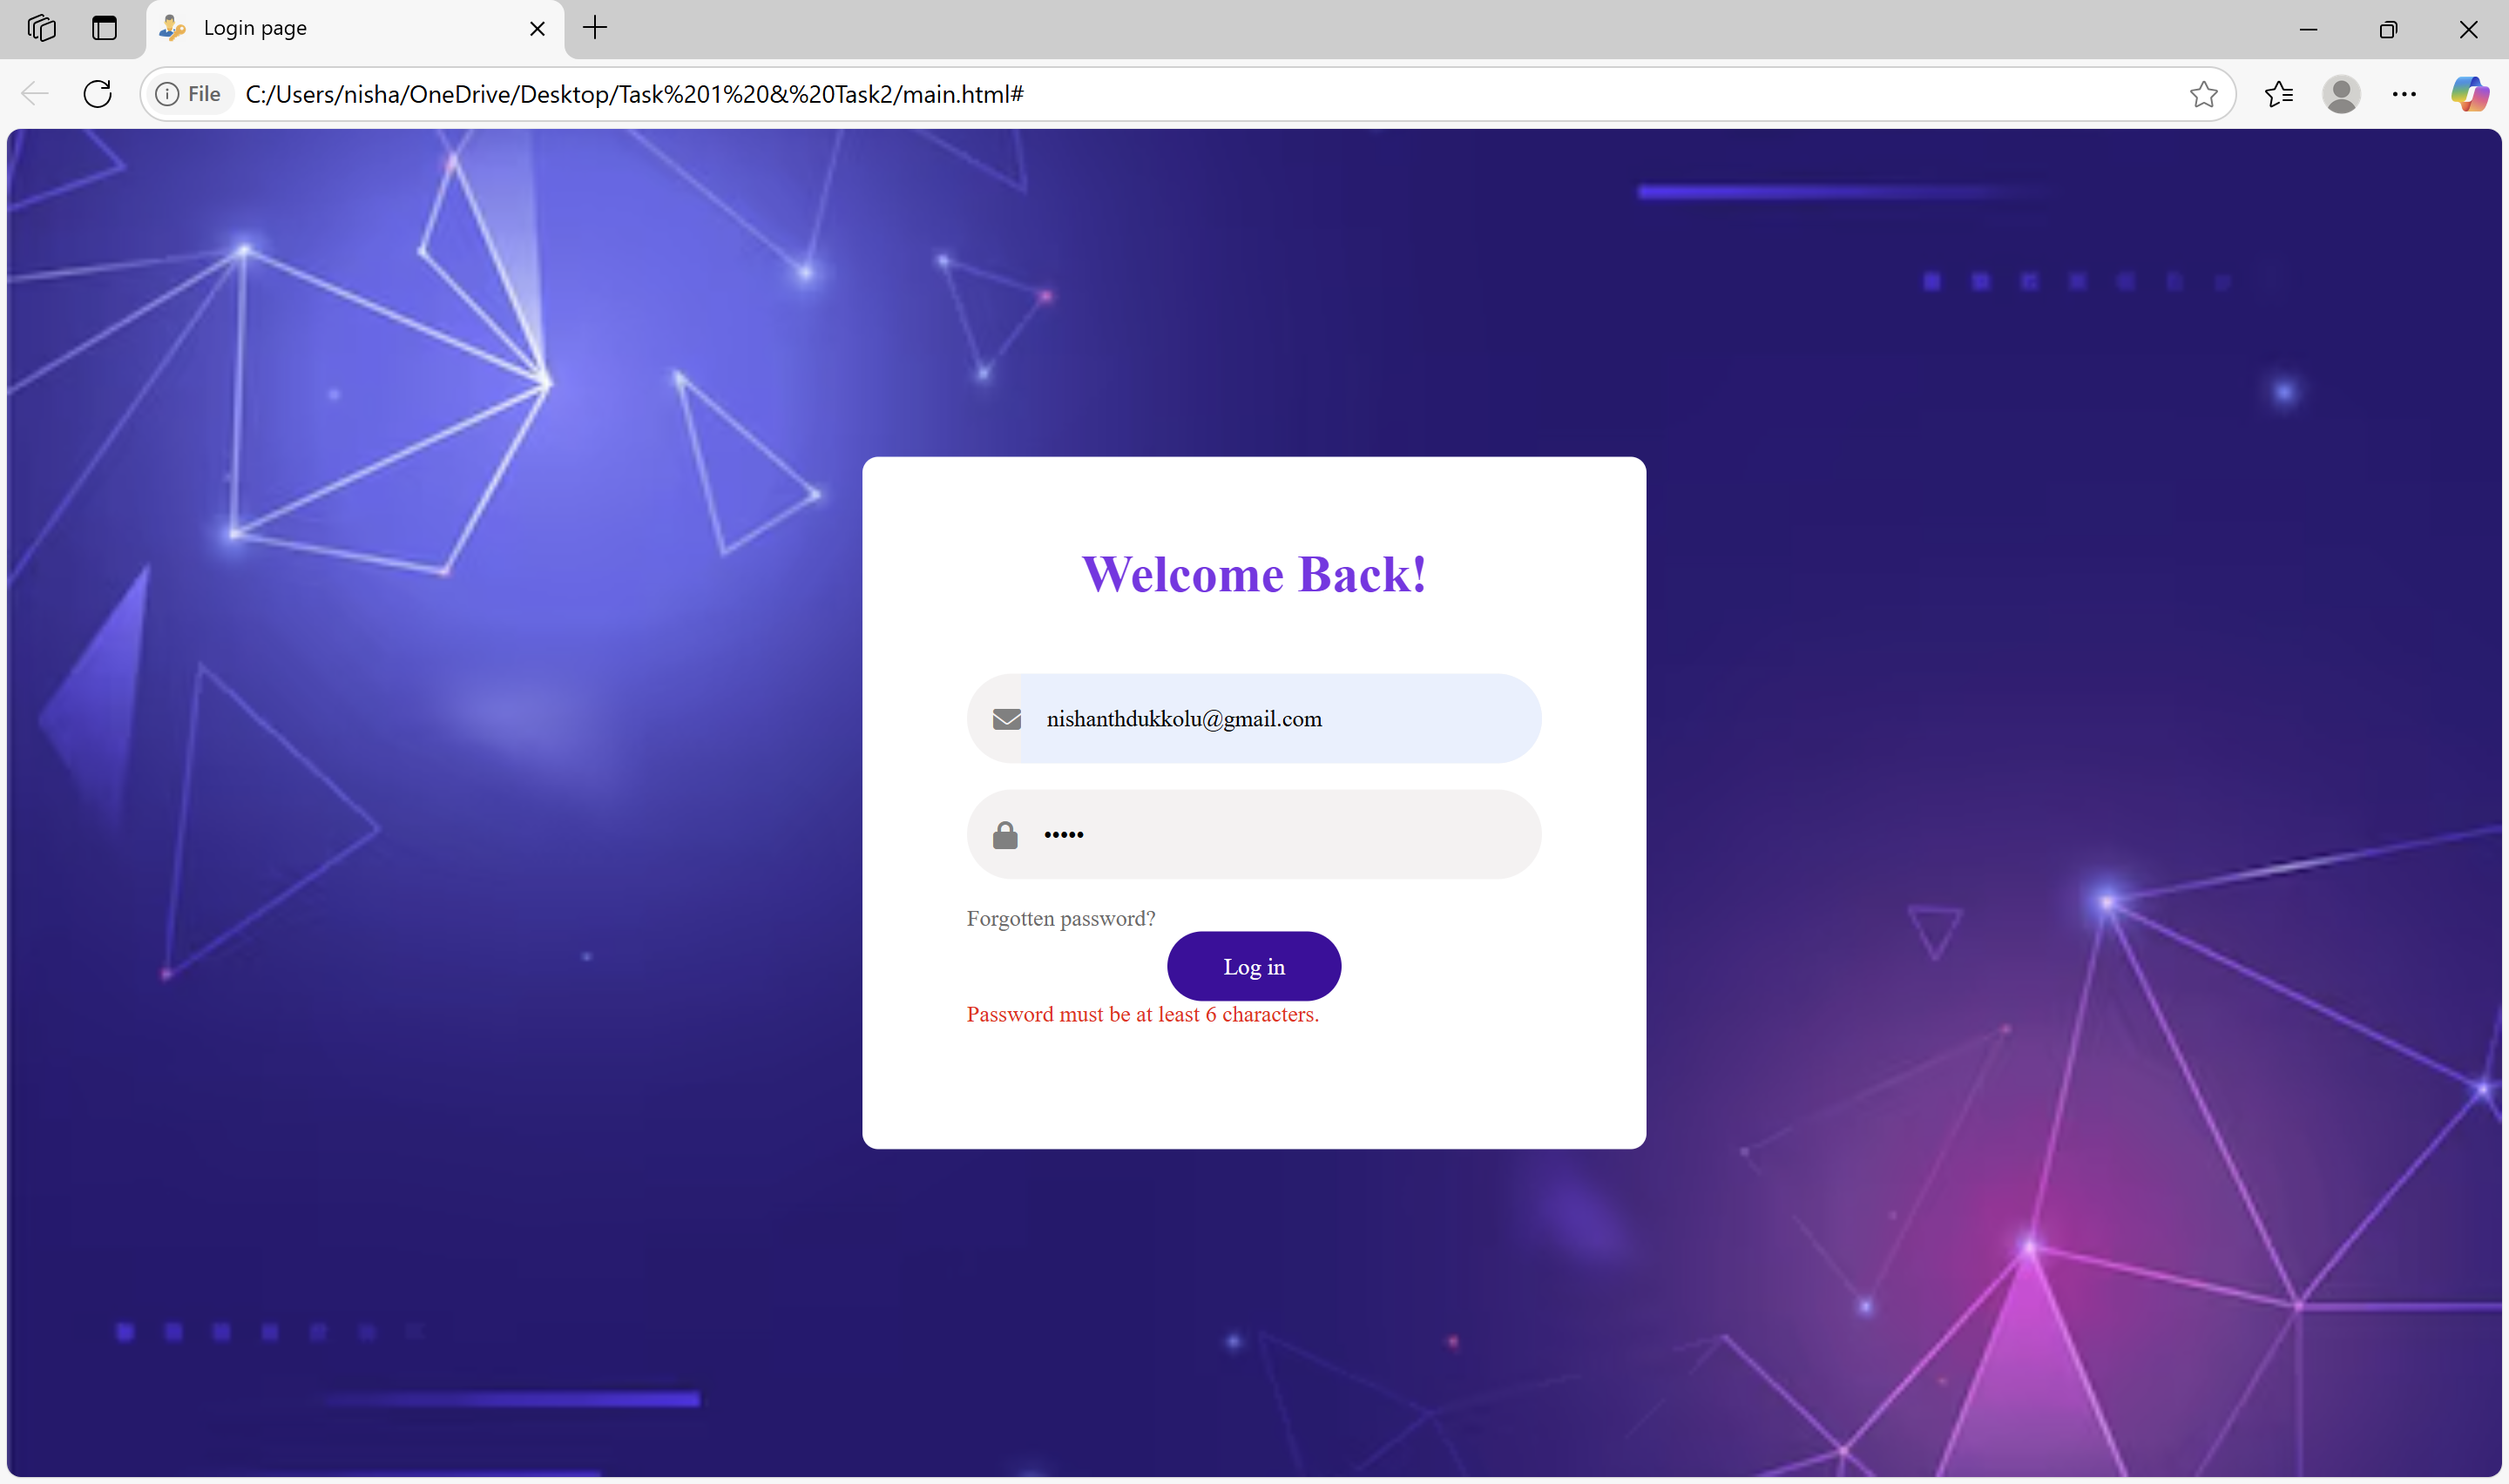 Login page
File C:/Users/nisha/OneDrive/Desktop/Task%201%20&%20Task2/main.html#
Welcome Back!
nishanthdukkolu@gmail.com
•••••
Forgotten password?
Log in
Password must be at least 6 characters.